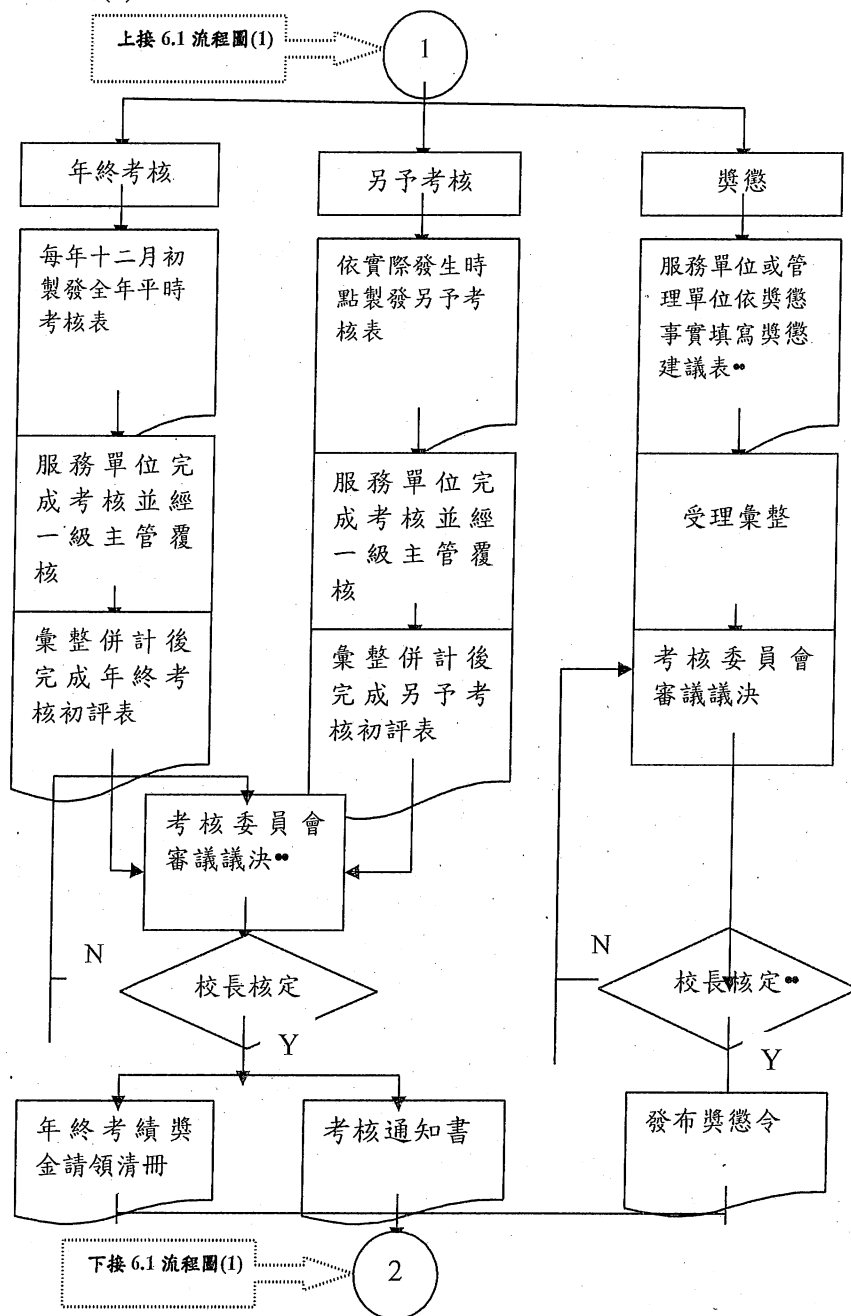 上接 6.1 流程圖(1)
1
年終考核
另予考核
獎懲
每年十二月初
製發全年平時
考核表
依實際發生時
點製發另予考
核表
服務單位或管
理單位依獎懲
事實填寫獎懲
建議表●●
服務單位完
成考核並經
一級主管覆
核
服務單位完
成考核並經
一級主管覆
核
受理彙整
彙整併計後
完成年終考
核初評表
彙整併計後
完成另予考
核初評表
考核委員會
審議議決
考核委員會
審議議決●●
N
校長核定
Y
N
校長核定●●
Y
年終考績獎
金請領清冊
考核通知書
發布獎懲令
下接 6.1 流程圖(1)
2